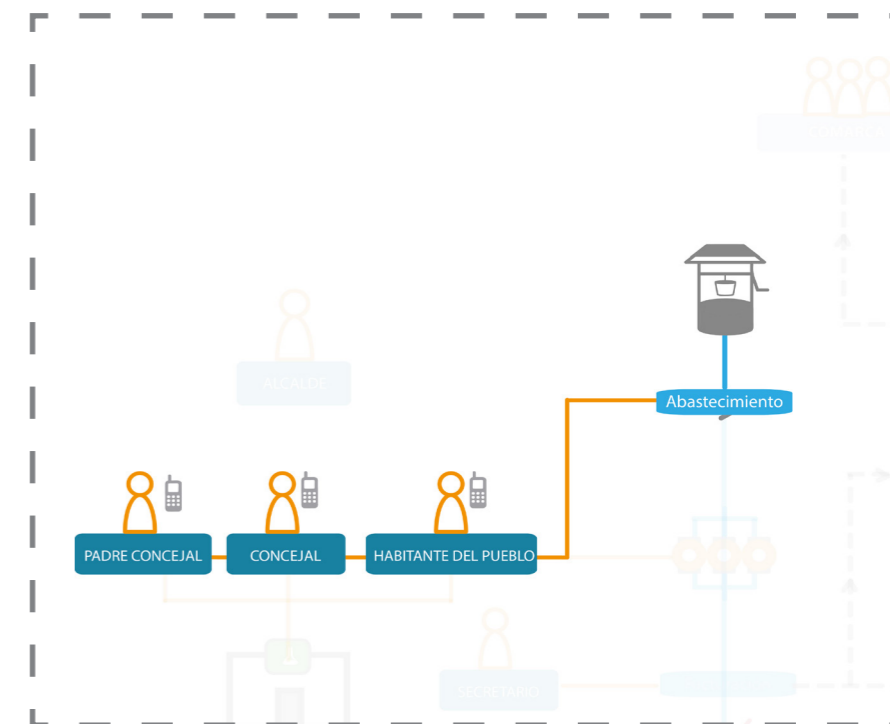 ALCALDE
Abastecimiento
PADRE CONCEJAL
CONCEJAL
HABITANTE DEL PUEBLO
SECRETARIO